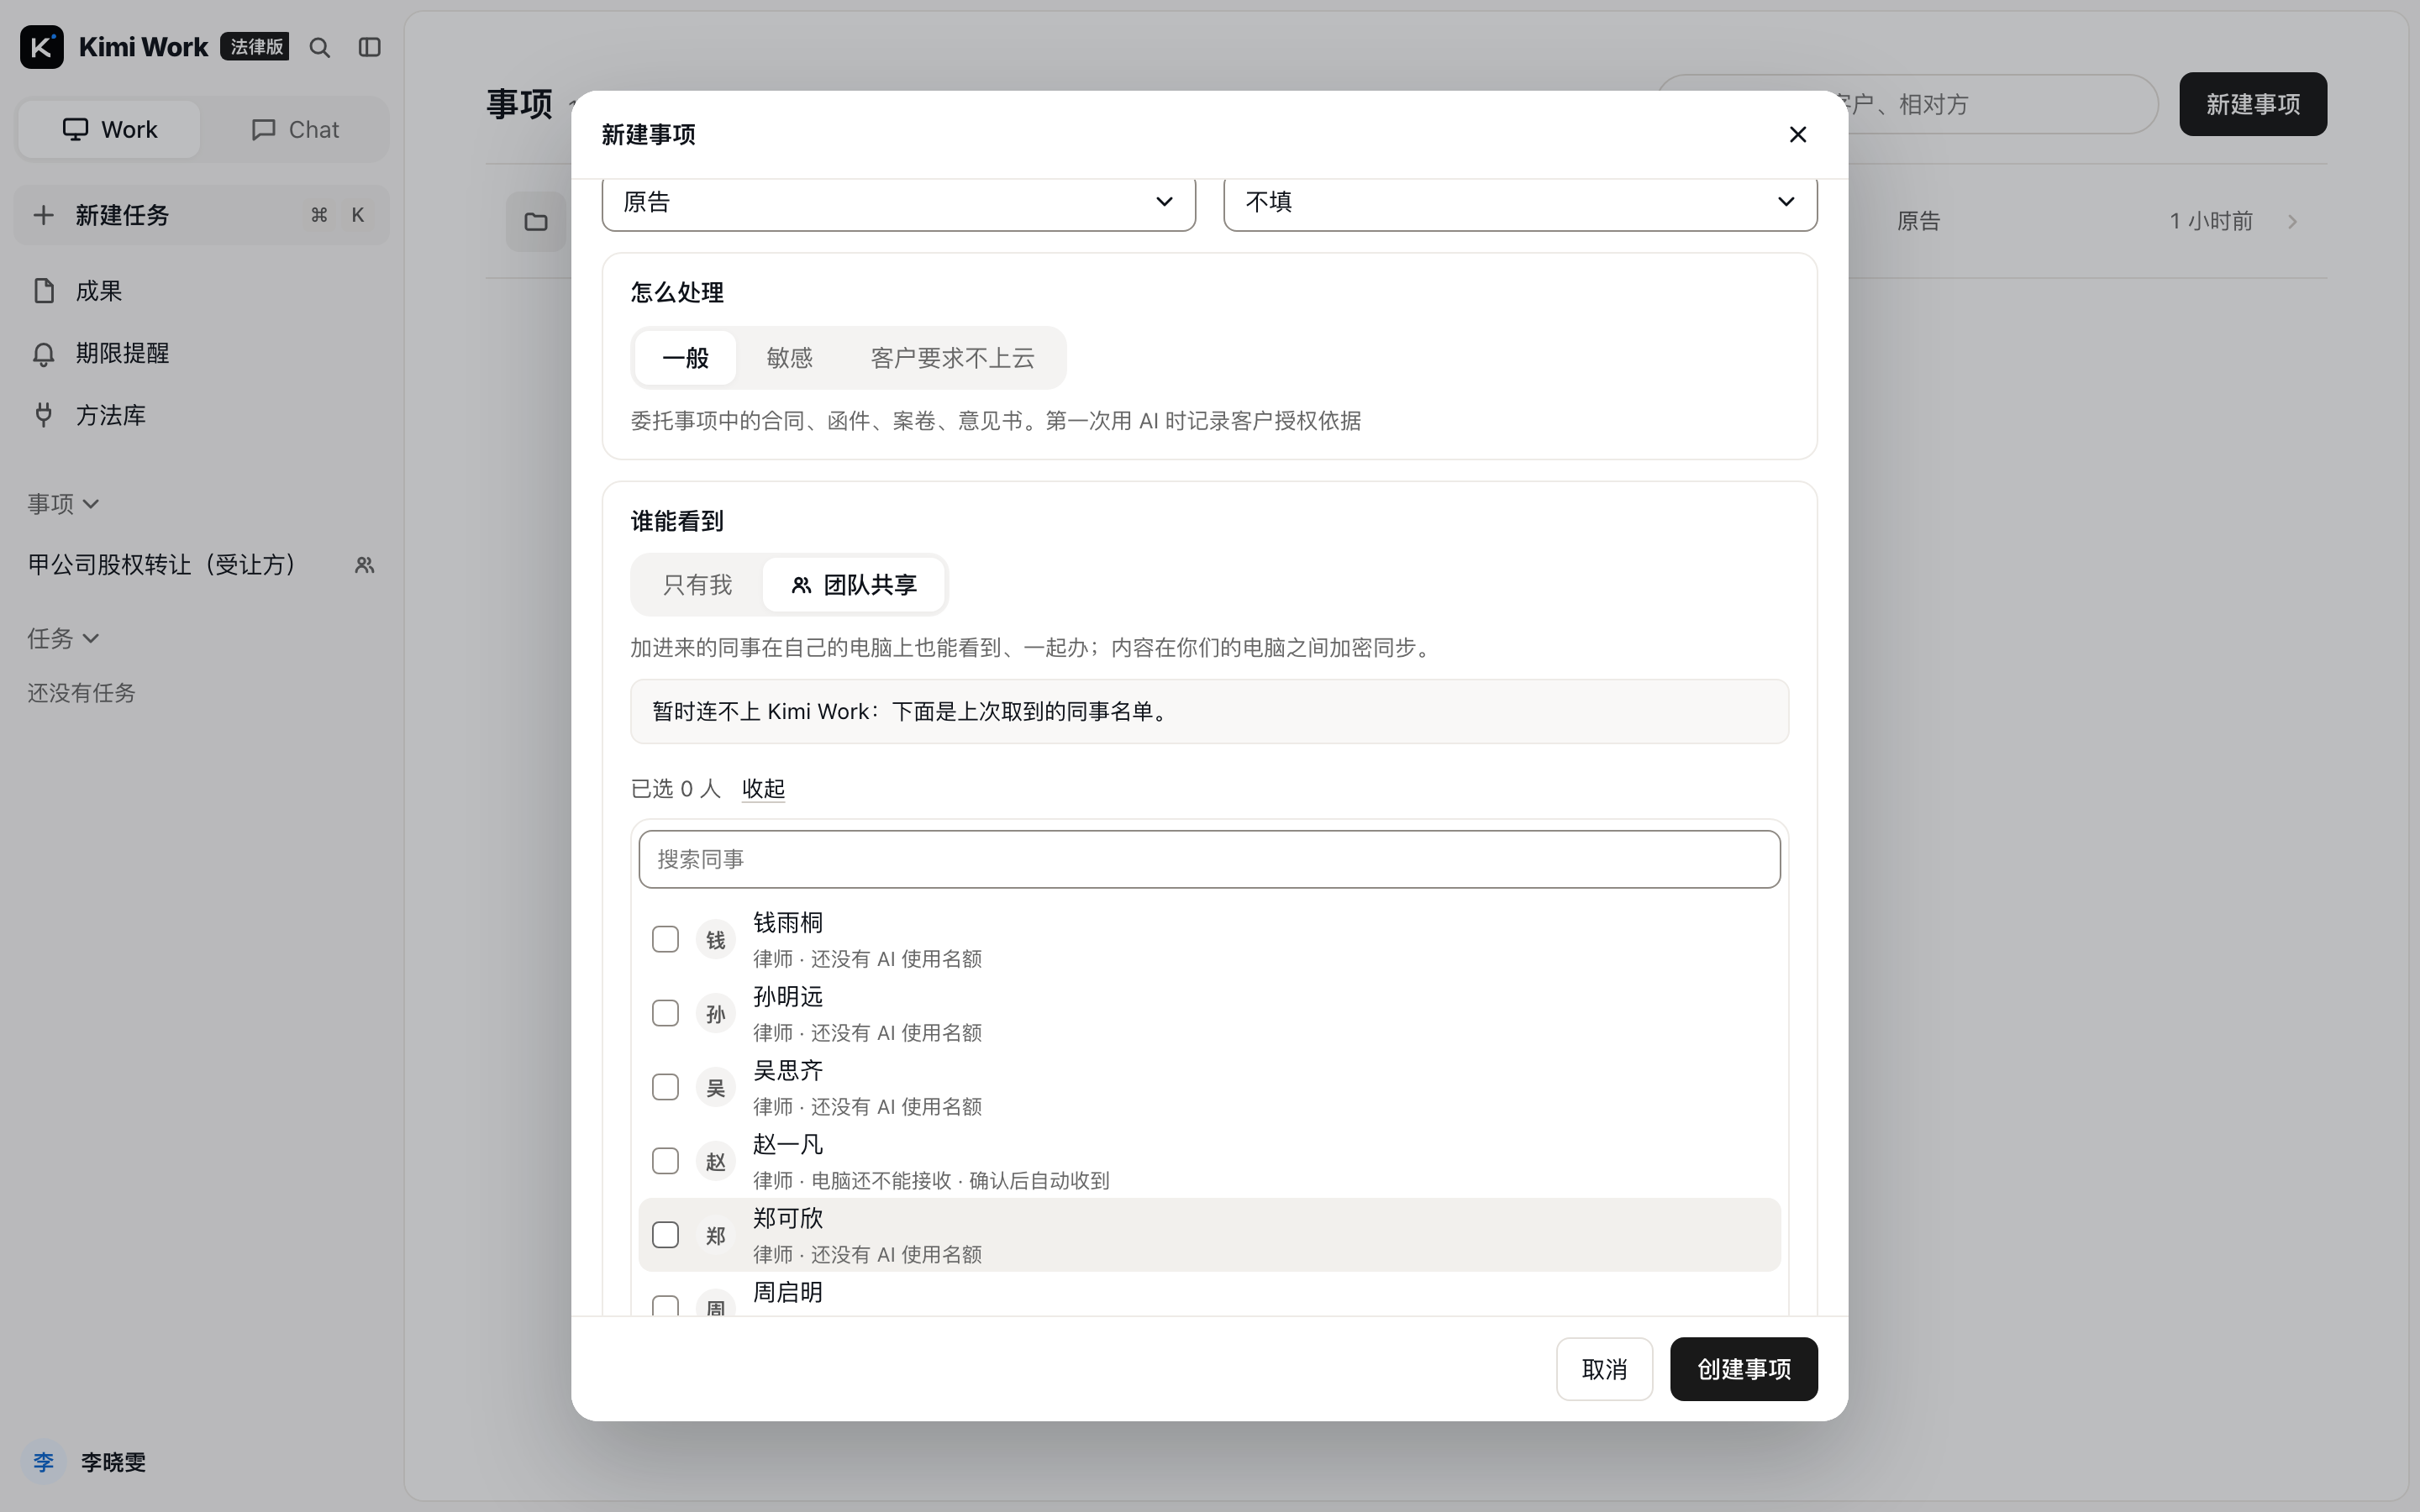 Kimi Work 法律版
Work
Chat
新建任务 ⌘ K
成果
期限提醒
方法库
事项
甲公司股权转让（受让方）
任务
还没有任务
李 李晓雯
事项
客户、相对方
新建事项
原告
1 小时前
新建事项
原告
不填
怎么处理
一般 敏感 客户要求不上云
委托事项中的合同、函件、案卷、意见书。第一次用 AI 时记录客户授权依据
谁能看到
只有我 团队共享
加进来的同事在自己的电脑上也能看到、一起办；内容在你们的电脑之间加密同步。
暂时连不上 Kimi Work：下面是上次取到的同事名单。
已选 0 人 收起
搜索同事
钱 钱雨桐
律师 · 还没有 AI 使用名额
孙 孙明远
律师 · 还没有 AI 使用名额
吴 吴思齐
律师 · 还没有 AI 使用名额
赵 赵一凡
律师 · 电脑还不能接收 · 确认后自动收到
郑 郑可欣
律师 · 还没有 AI 使用名额
周 周启明
取消
创建事项